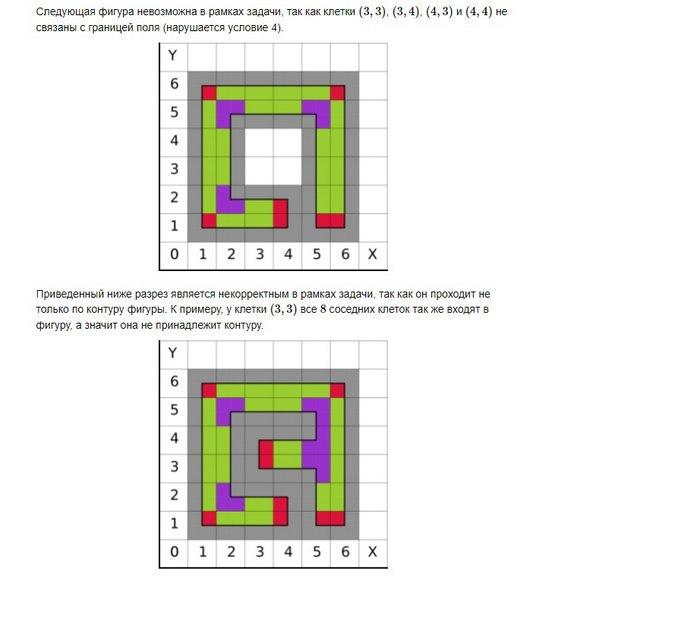 Следующая фигура невозможна в рамках задачи, так как клетки (3, 3), (3, 4), (4, 3) и (4, 4) не
связаны с границей поля (нарушается условие 4).
Y
6
5
4
3
2
1
0 1 2 3 4 5 6 X
Приведенный ниже разрез является некорректным в рамках задачи, так как он проходит не
только по контуру фигуры. К примеру, у клетки (3, 3) все 8 соседних клеток так же входят в
фигуру, а значит она не принадлежит контуру.
Y
6
5
4
3
2
1
0 1 2 3 4 5 6 X